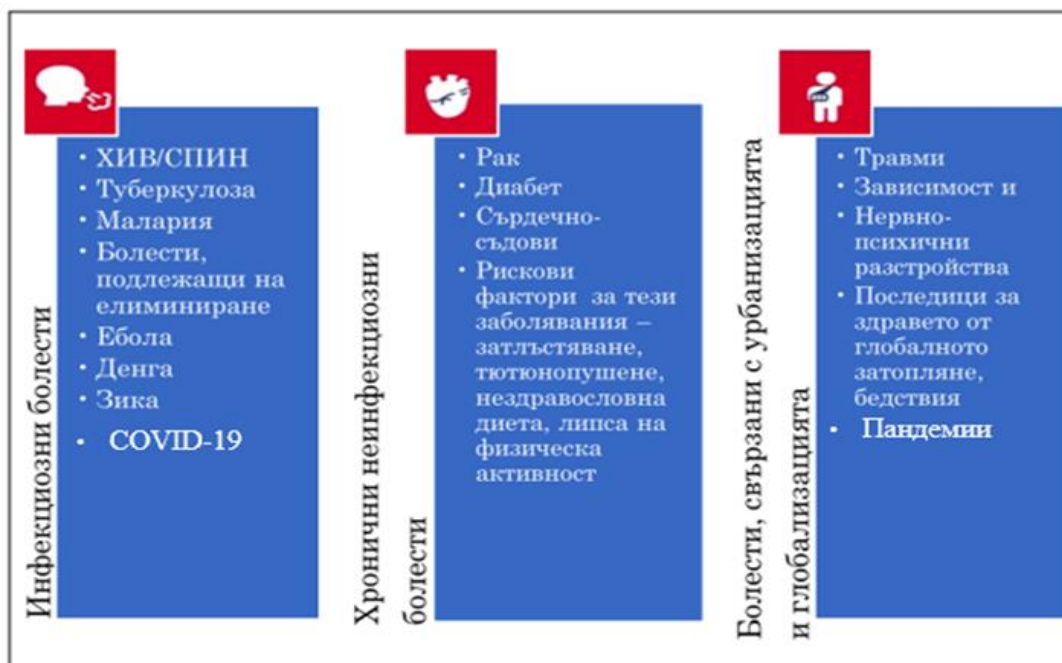 Инфекциозни болести
• ХИВ/СПИН
• Туберкулоза
• Малария
• Болести,
подлежащи на
елиминиране
• Ебола
• Денга
• Зика
• COVID-19
Хронични неинфекциозни
болести
• Рак
• Диабет
• Сърдечно-
съдови
• Рискови
фактори за тези
заболявания –
затлъстяване,
тютюнопушене,
нездравословна
диета, липса на
физическа
активност
Болести, свързани с урбанизацията
и глобализацията
• Травми
• Зависимост и
• Нервно-
психични
разстройства
• Последици за
здравето от
глобалното
затопляне,
бедствия
• Пандемии